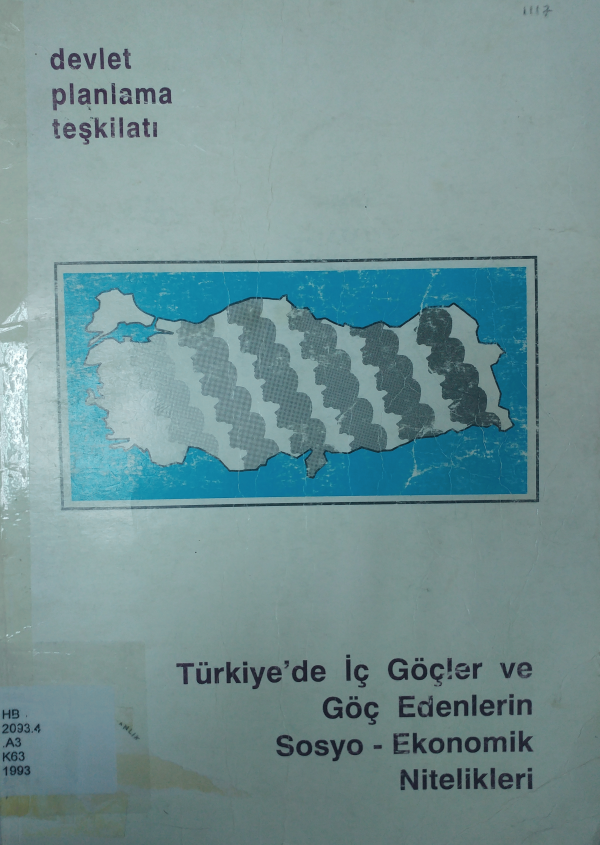 1117
devlet
planlama
teşkilatı
Türkiye'de İç Göçler ve
Göç Edenlerin
Sosyo - Ekonomik
Nitelikleri
HB
2093.4
.A3
K63
1993